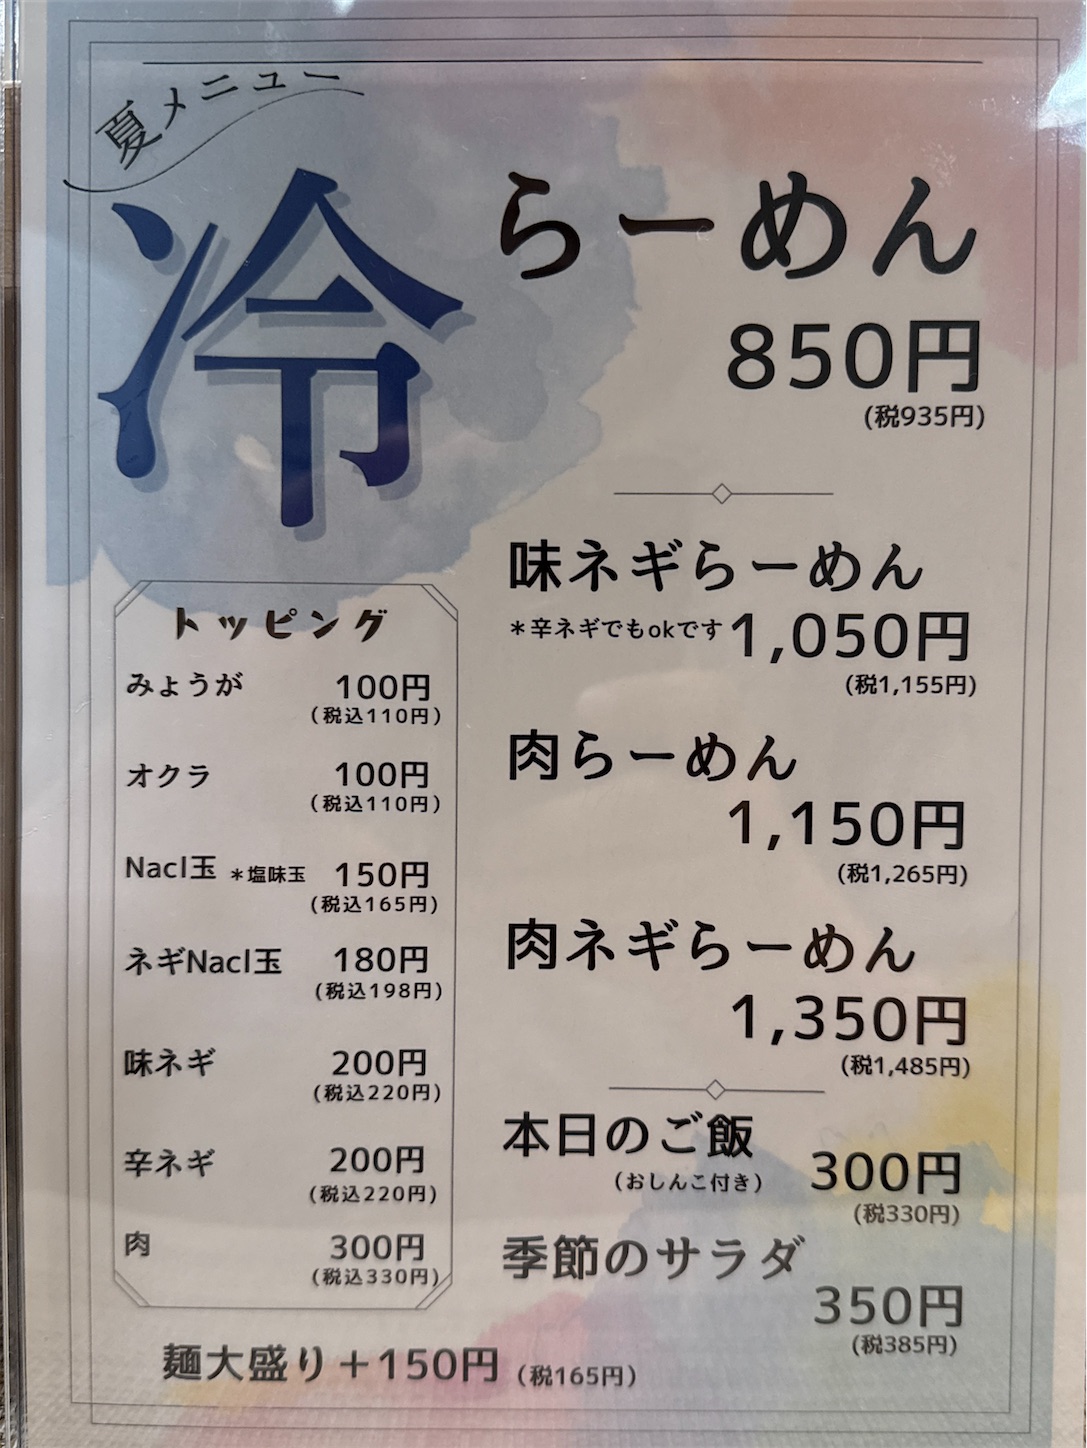 夏メニュー
冷らーめん
850円
(税935円)
味ネギらーめん
＊辛ネギでもokです 1,050円
(税1,155円)
肉らーめん
1,150円
(税1,265円)
肉ネギらーめん
1,350円
(税1,485円)
本日のご飯
(おしんこ付き) 300円
(税330円)
季節のサラダ
350円
(税385円)
トッピング
みょうが 100円
(税込110円)
オクラ 100円
(税込110円)
Nacl玉 ＊塩味玉 150円
(税込165円)
ネギNacl玉 180円
(税込198円)
味ネギ 200円
(税込220円)
辛ネギ 200円
(税込220円)
肉 300円
(税込330円)
麺大盛り＋150円 (税165円)